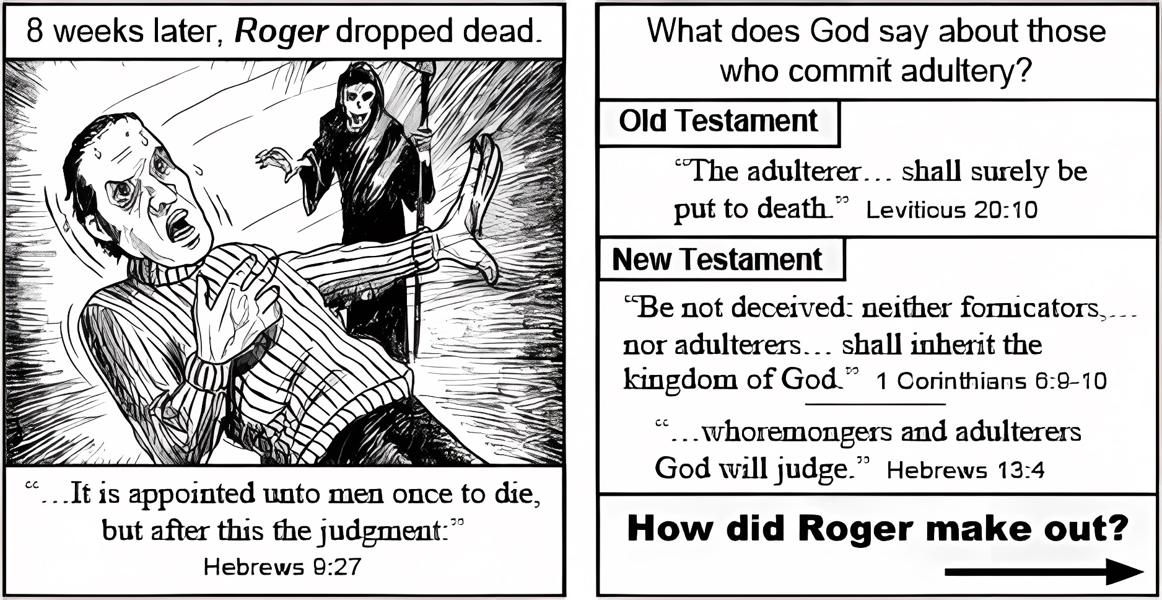 8 weeks later, Roger dropped dead.
“...It is appointed unto men once to die,
but after this the judgment:”
Hebrews 9:27
What does God say about those
who commit adultery?
Old Testament
“The adulterer... shall surely be
put to death.” Levitious 20:10
New Testament
“Be not deceived: neither fornicators,...
nor adulterers... shall inherit the
kingdom of God.” 1 Corinthians 6:9-10
“...whoremongers and adulterers
God will judge.” Hebrews 13:4
How did Roger make out?